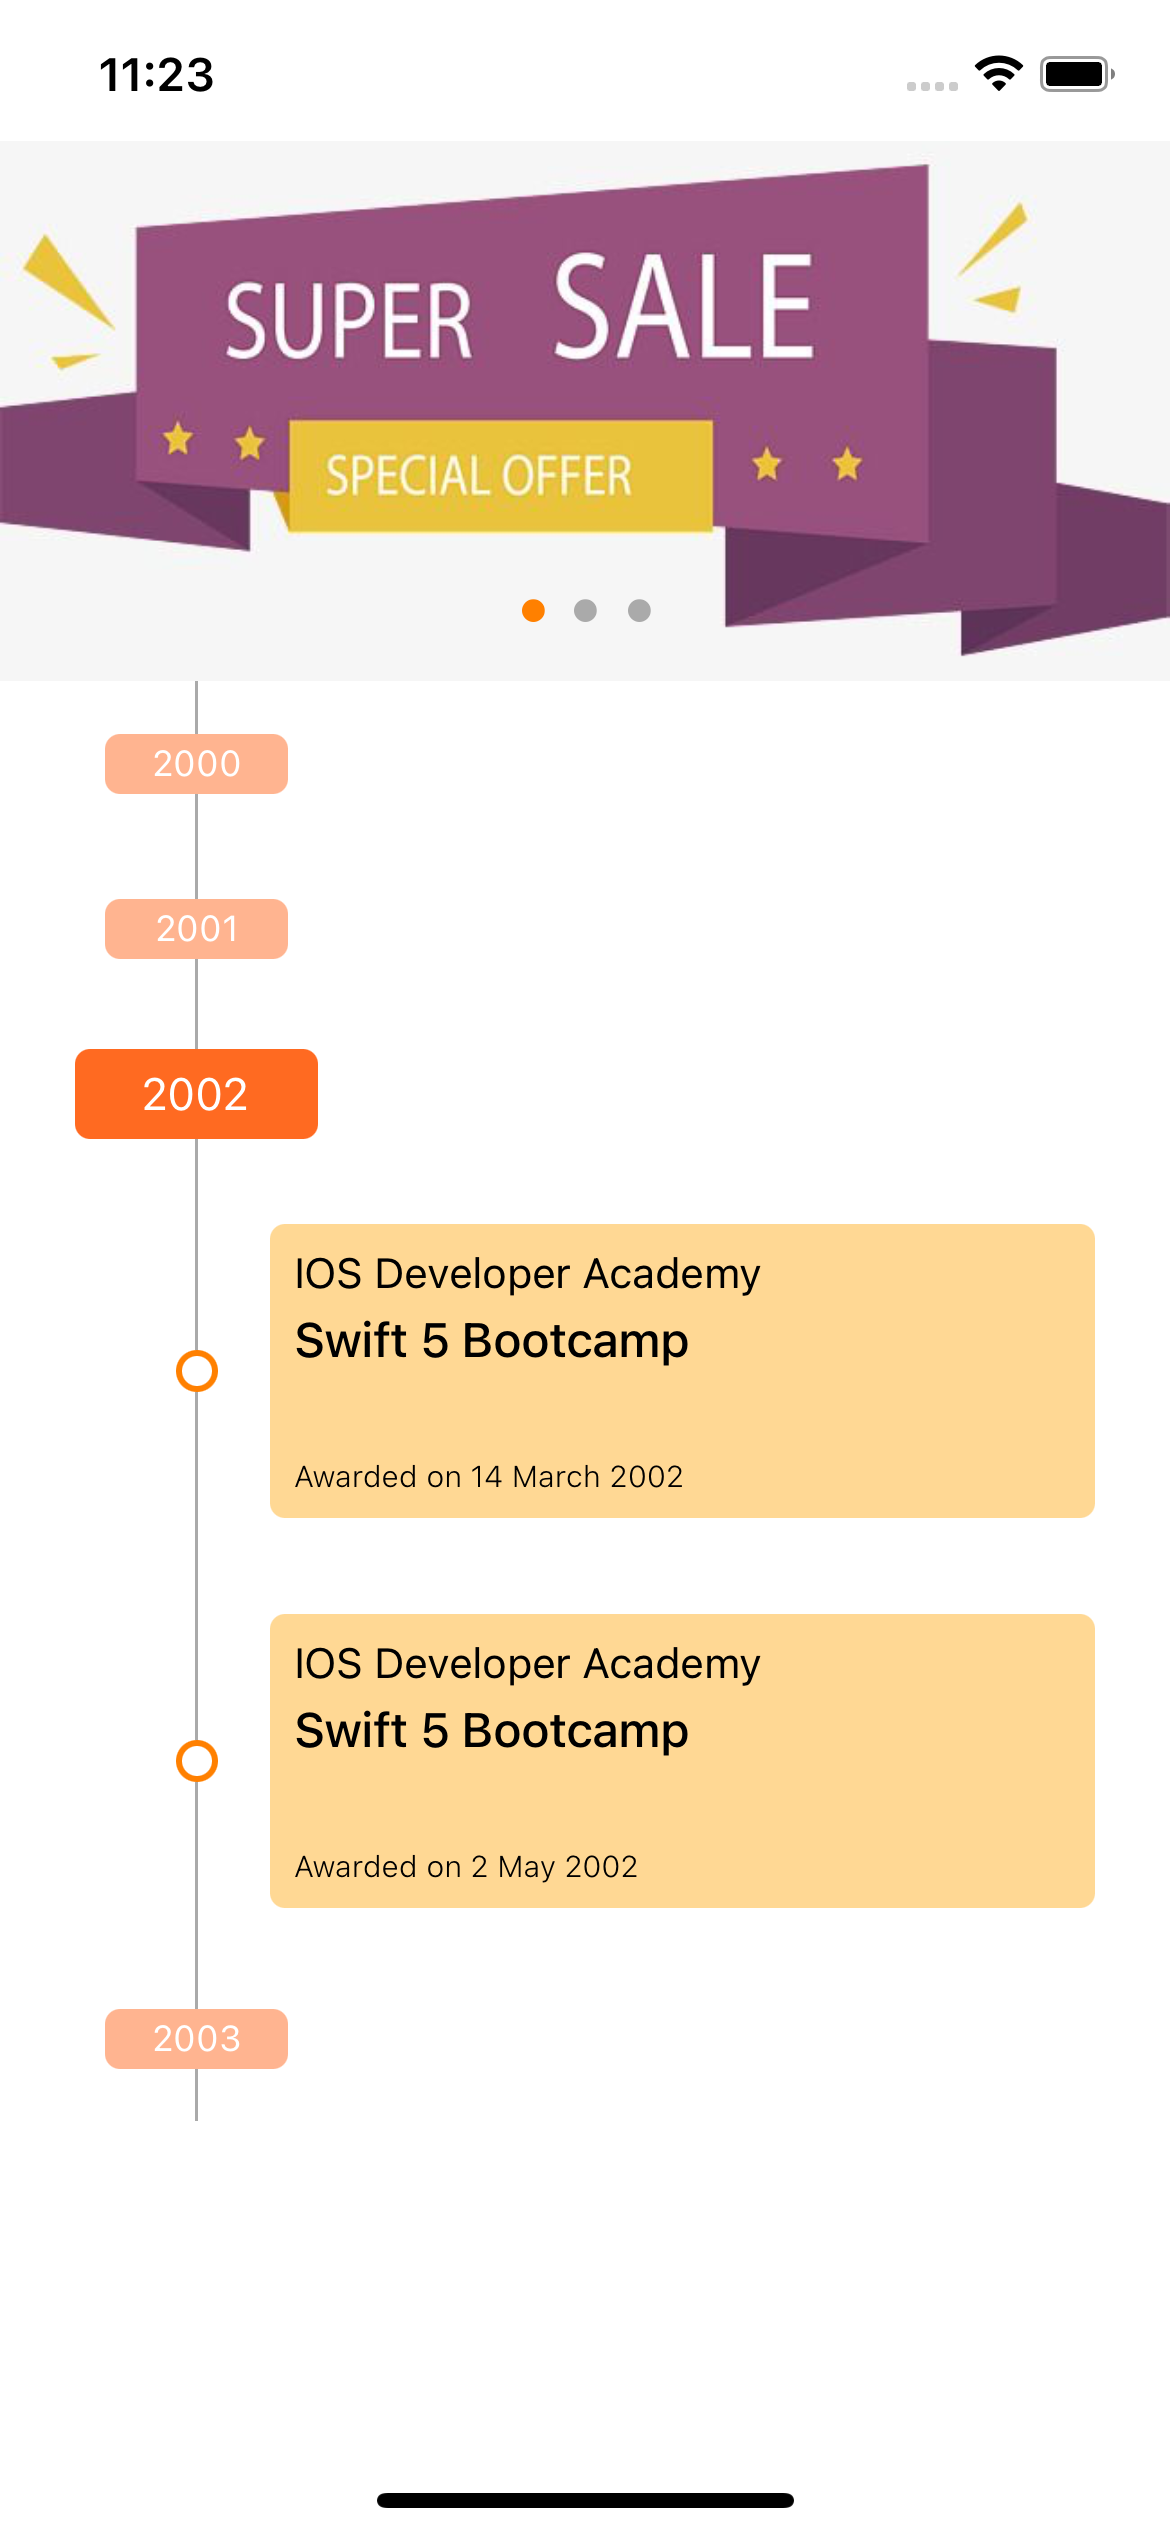 11:23
SUPER SALE
SPECIAL OFFER
2000
2001
2002
IOS Developer Academy
Swift 5 Bootcamp
Awarded on 14 March 2002
IOS Developer Academy
Swift 5 Bootcamp
Awarded on 2 May 2002
2003